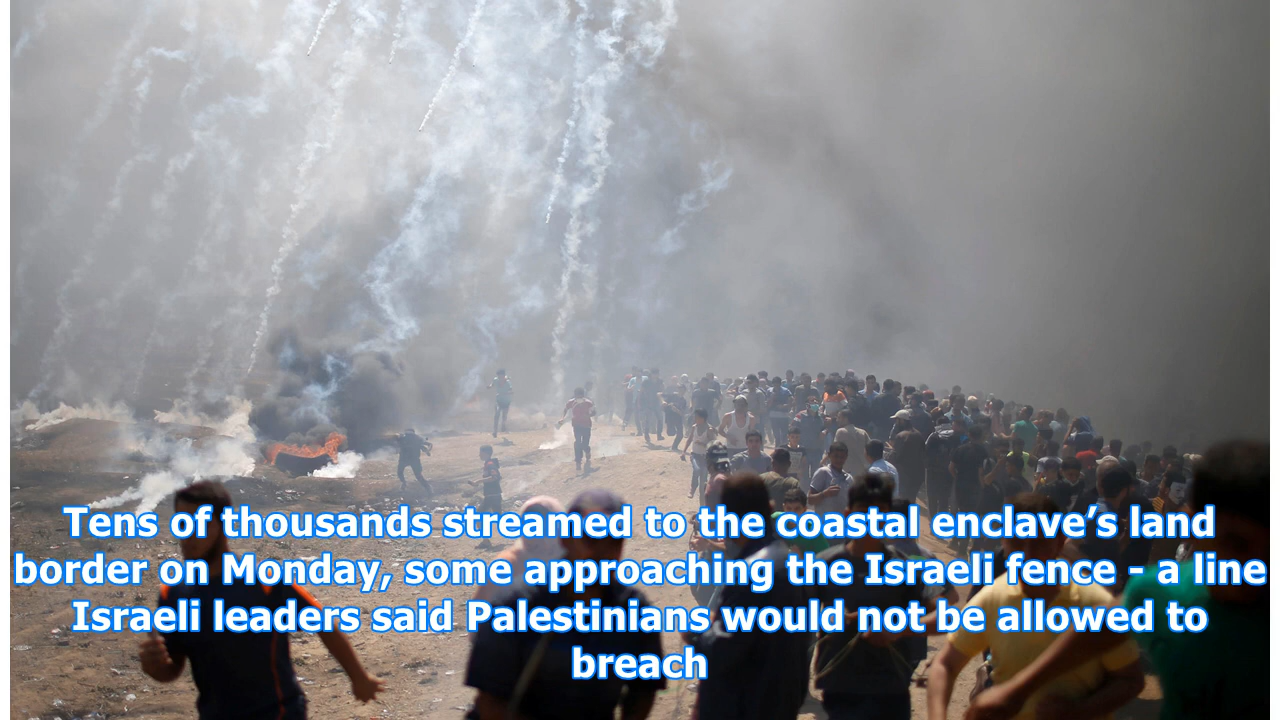 Tens of thousands streamed to the coastal enclave’s land
border on Monday, some approaching the Israeli fence - a line
Israeli leaders said Palestinians would not be allowed to
breach